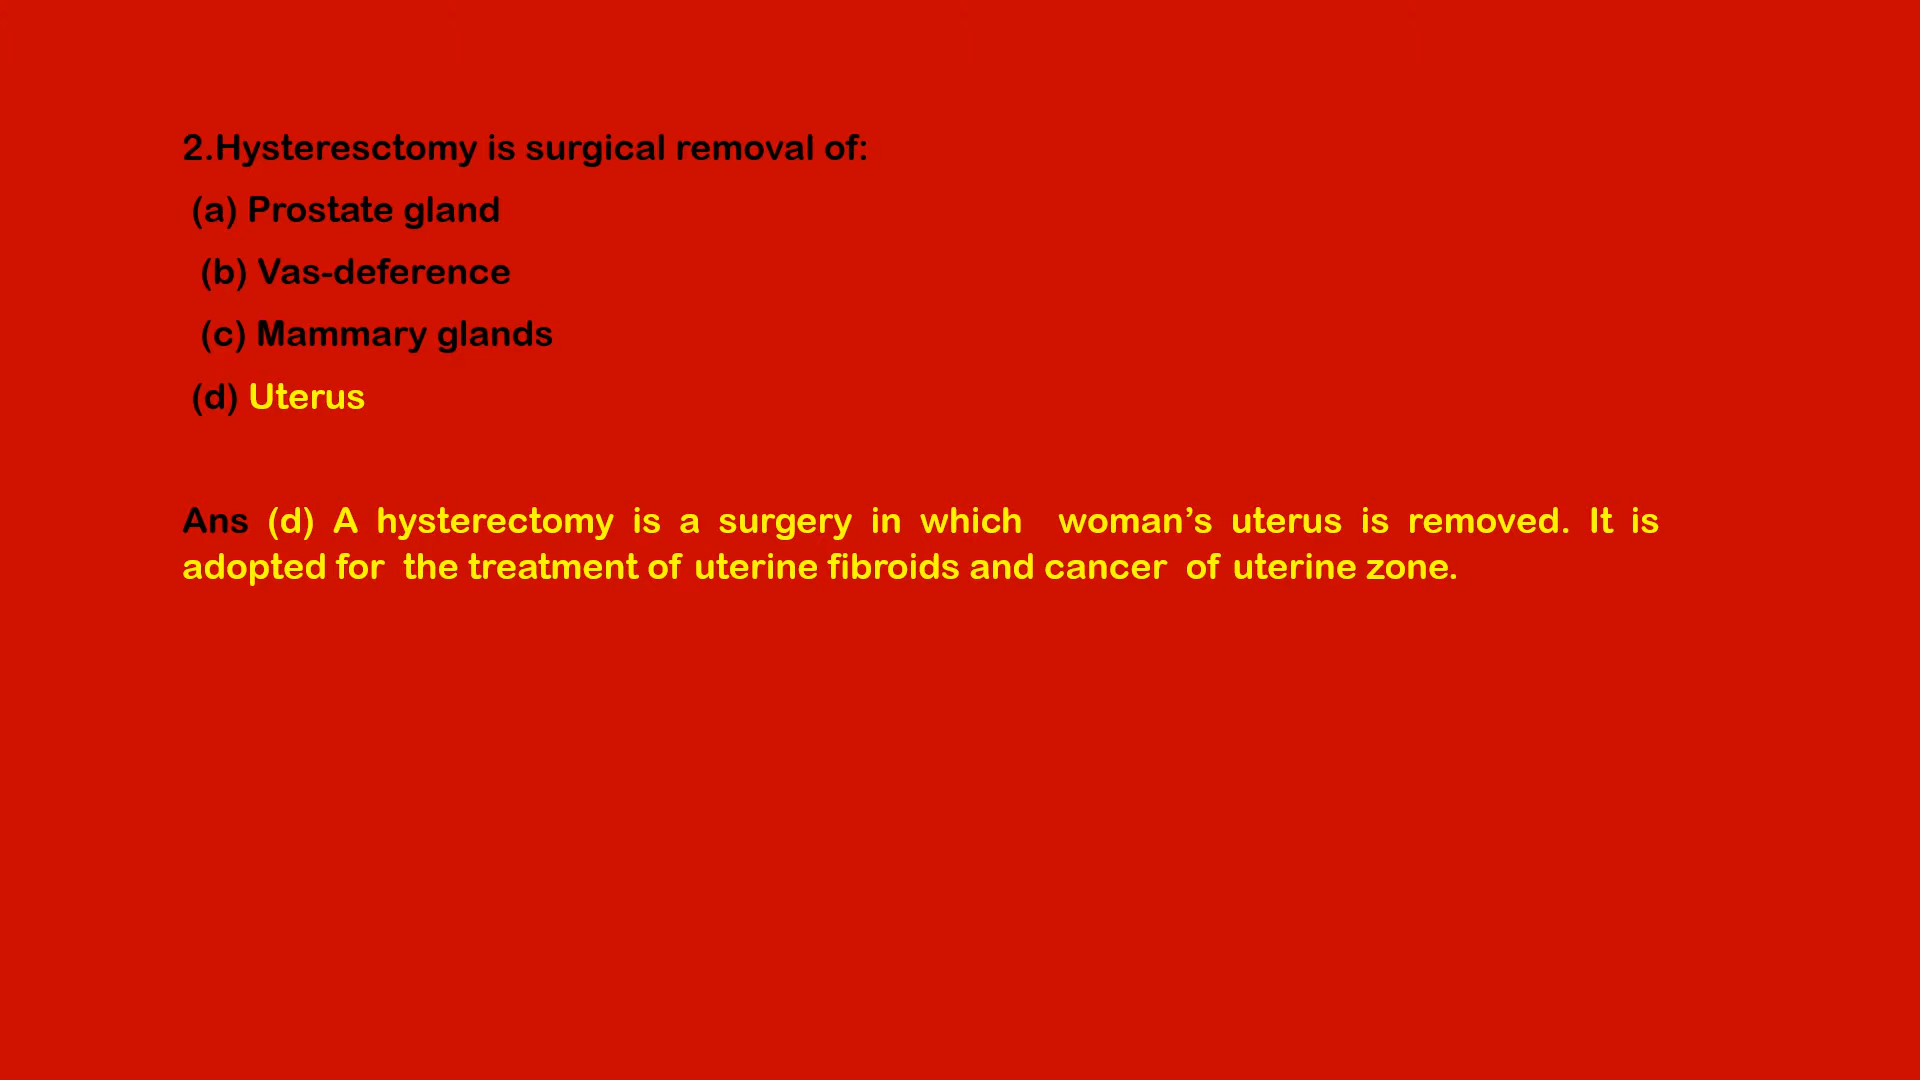 2.Hysteresctomy is surgical removal of:
(a) Prostate gland
(b) Vas-deference
(c) Mammary glands
(d) Uterus
Ans (d) A hysterectomy is a surgery in which woman’s uterus is removed. It is
adopted for the treatment of uterine fibroids and cancer of uterine zone.